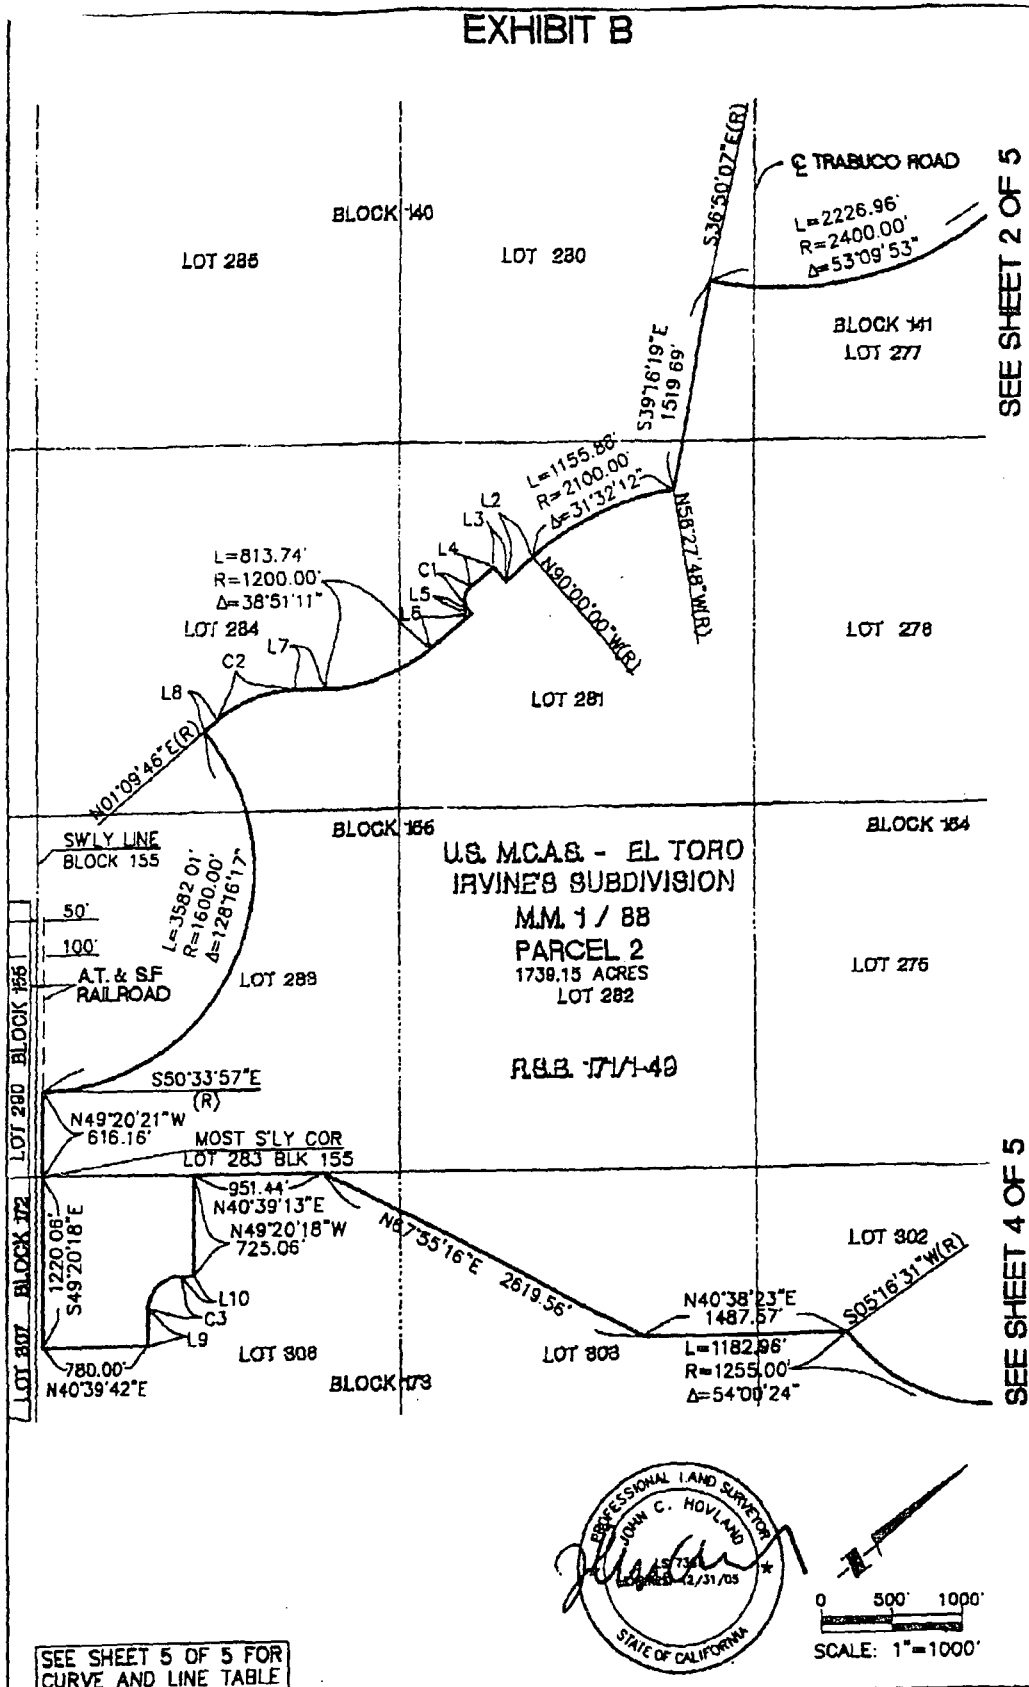 EXHIBIT B
SEE SHEET 2 OF 5
S36°50'07"E(R)
℄ TRABUCO ROAD
L=2226.96'
R=2400.00'
Δ=53°09'53"
BLOCK 140
LOT 285
LOT 280
BLOCK 141
LOT 277
S39°16'19"E
1519.69'
L=1155.88'
R=2100.00'
Δ=31°32'12"
L2
L3
L4
C1
L5
L6
N90°00'00"W(R)
N58°27'48"W(R)
L=813.74'
R=1200.00'
Δ=38°51'11"
LOT 284
L7
C2
L8
LOT 278
LOT 281
N01°09'46"E(R)
SWLY LINE
BLOCK 155
BLOCK 155
BLOCK 154
U.S. M.C.A.S. - EL TORO
IRVINE'S SUBDIVISION
M.M. 1 / 88
PARCEL 2
1739.15 ACRES
LOT 282
R.S.B. 171/1-49
L=3582.01'
R=1600.00'
Δ=128°16'17"
50'
100'
A.T. & S.F.
RAILROAD
LOT 283
LOT 275
LOT 290 BLOCK 155
S50°33'57"E
(R)
N49°20'21"W
616.16'
MOST S'LY COR
LOT 283 BLK 155
951.44'
N40°39'13"E
N49°20'18"W
725.06'
1220.06'
S49°20'18"E
LOT 307 BLOCK 172
L10
C3
L9
780.00'
N40°39'42"E
LOT 308
BLOCK 173
N67°55'16"E 2619.56'
LOT 303
N40°38'23"E
1487.57'
L=1182.96'
R=1255.00'
Δ=54°00'24"
LOT 302
S05°16'31"W(R)
SEE SHEET 4 OF 5
PROFESSIONAL LAND SURVEYOR
JOHN C. HOVLAND
12/31/05
STATE OF CALIFORNIA
0 500' 1000'
SCALE: 1"=1000'
SEE SHEET 5 OF 5 FOR
CURVE AND LINE TABLE